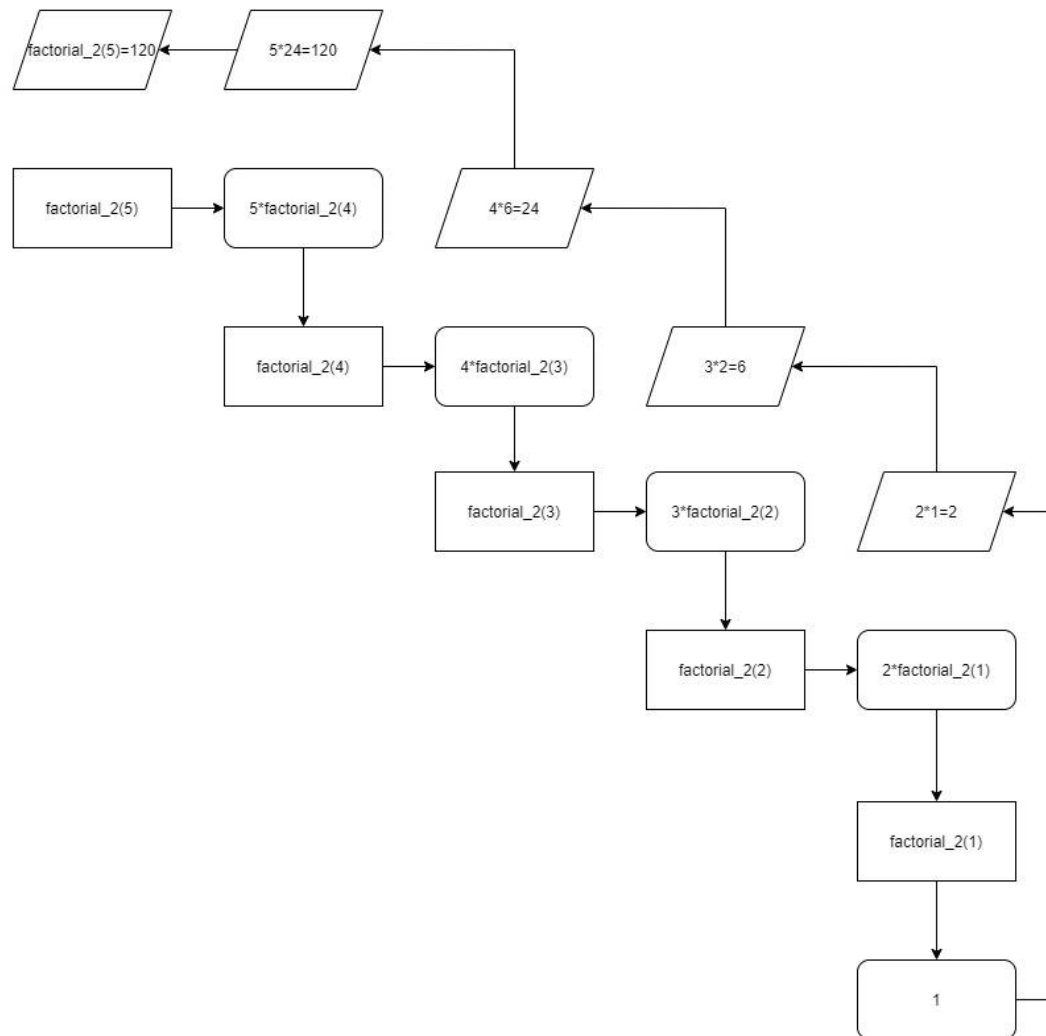 factorial_2(5)=120
5*24=120
factorial_2(5)
5*factorial_2(4)
4*6=24
factorial_2(4)
4*factorial_2(3)
3*2=6
factorial_2(3)
3*factorial_2(2)
2*1=2
factorial_2(2)
2*factorial_2(1)
factorial_2(1)
1